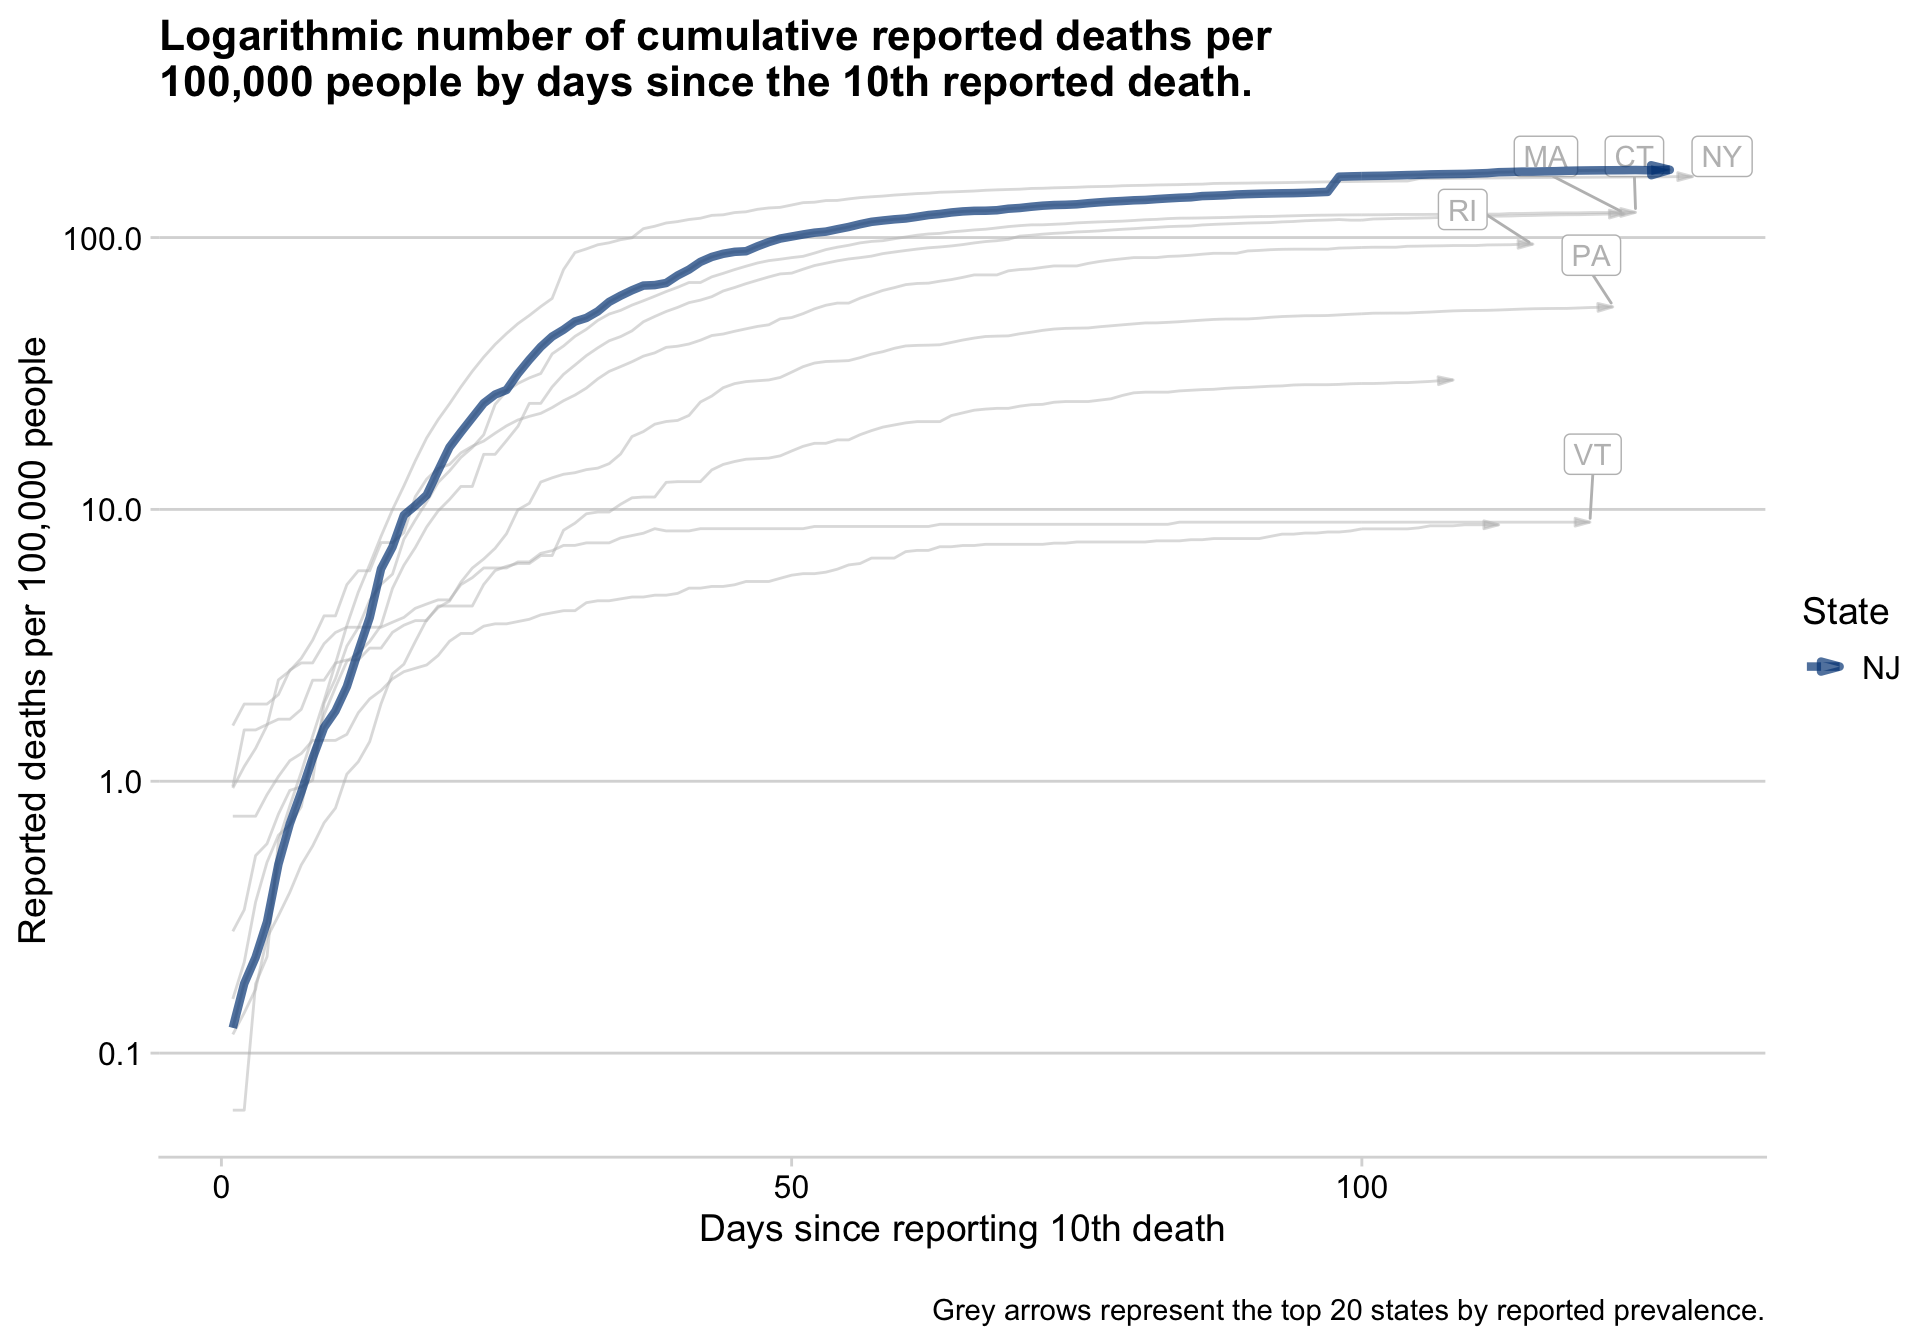 Logarithmic number of cumulative reported deaths per
100,000 people by days since the 10th reported death.
MA
CT
NY
RI
PA
VT
100.0
10.0
1.0
0.1
Reported deaths per 100,000 people
0
50
100
Days since reporting 10th death
State
NJ
Grey arrows represent the top 20 states by reported prevalence.